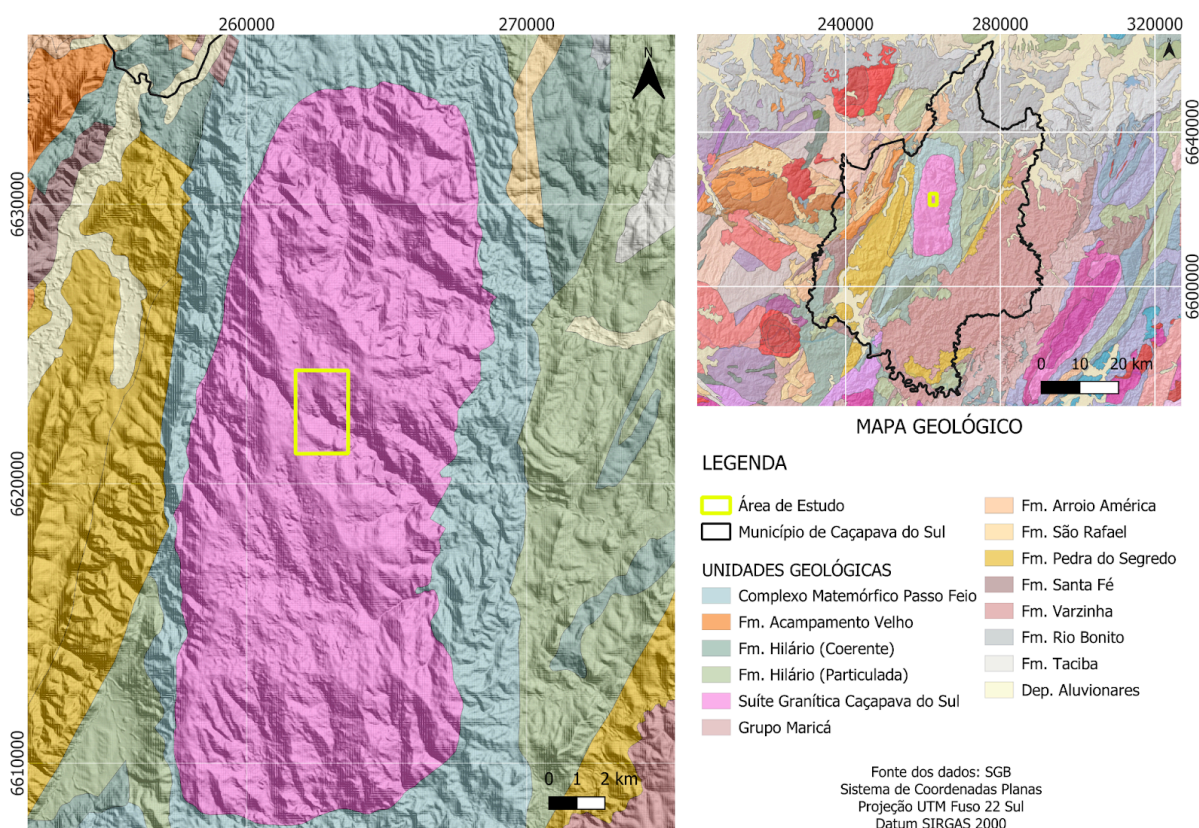 260000
270000
N
6630000
6620000
6610000
0 1 2 km
240000
280000
320000
6640000
6600000
0 10 20 km
MAPA GEOLÓGICO
LEGENDA
Área de Estudo
Município de Caçapava do Sul
UNIDADES GEOLÓGICAS
Complexo Matemórfico Passo Feio
Fm. Acampamento Velho
Fm. Hilário (Coerente)
Fm. Hilário (Particulada)
Suíte Granítica Caçapava do Sul
Grupo Maricá
Fm. Arroio América
Fm. São Rafael
Fm. Pedra do Segredo
Fm. Santa Fé
Fm. Varzinha
Fm. Rio Bonito
Fm. Taciba
Dep. Aluvionares
Fonte dos dados: SGB
Sistema de Coordenadas Planas
Projeção UTM Fuso 22 Sul
Datum SIRGAS 2000